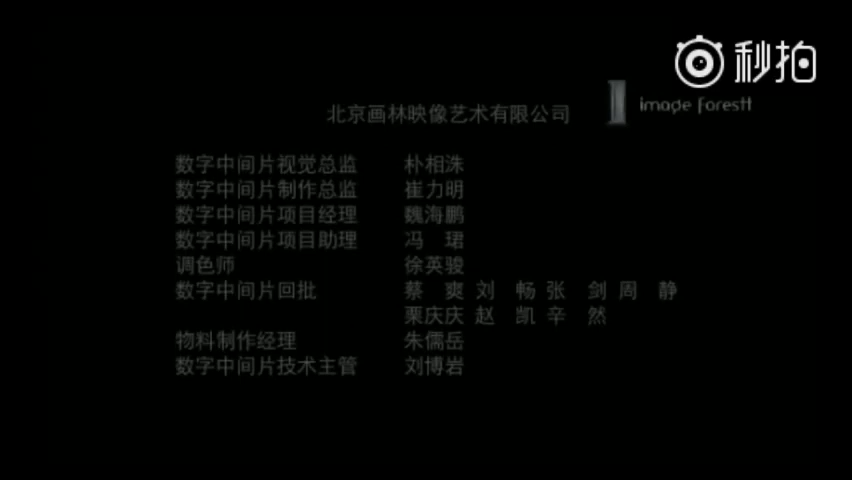 秒拍
北京画林映像艺术有限公司 image forestt
数字中间片视觉总监 朴相洙
数字中间片制作总监 崔力明
数字中间片项目经理 魏海鹏
数字中间片项目助理 冯 珺
调色师 徐英骏
数字中间片回批 蔡 爽 刘 畅 张 剑 周 静
栗庆庆 赵 凯 辛 然
物料制作经理 朱儒岳
数字中间片技术主管 刘博岩